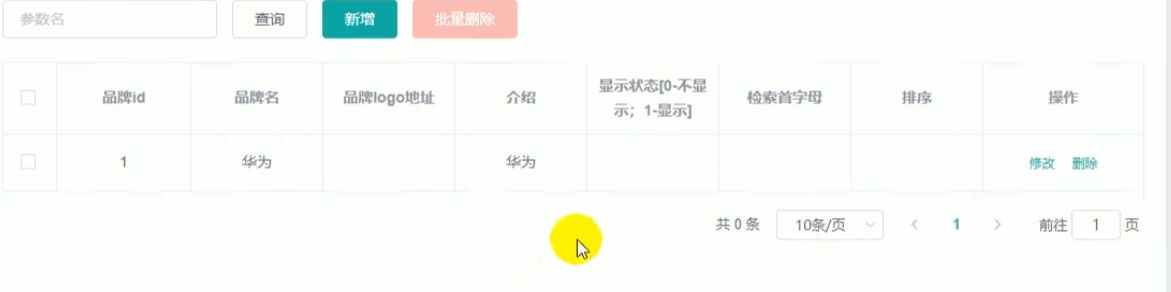 参数名 查询 新增 批量删除
品牌id 品牌名 品牌logo地址 介绍 显示状态[0-不显示；1-显示] 检索首字母 排序 操作
1 华为 华为 修改 删除
共 0 条 10条/页 1 前往 1 页